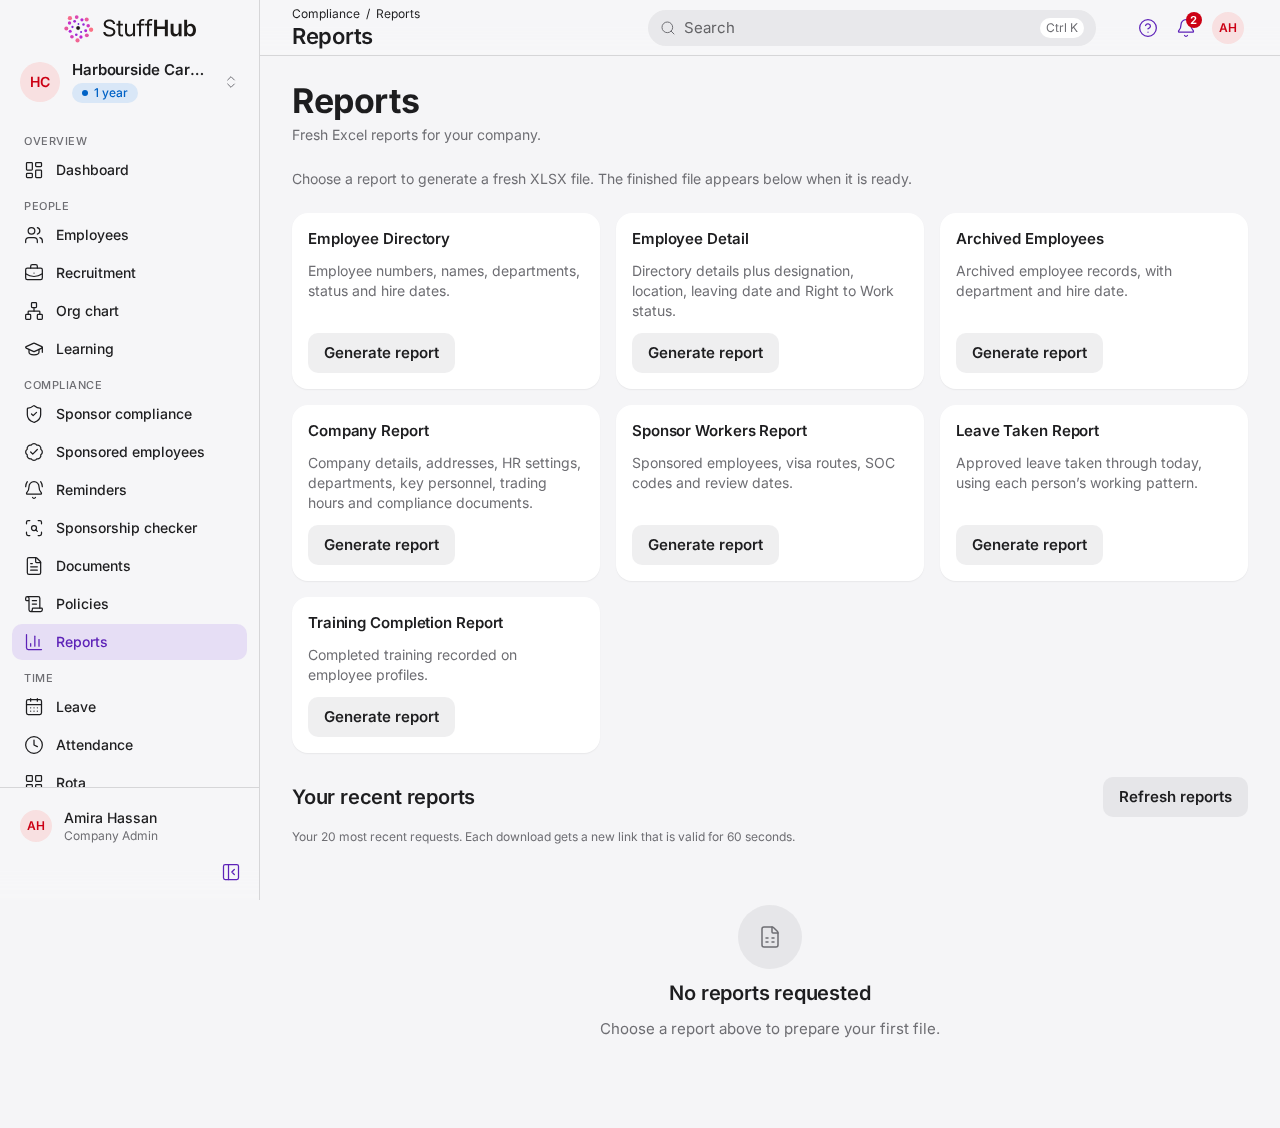 StuffHub
HC
Harbourside Car...
1 year
OVERVIEW
Dashboard
PEOPLE
Employees
Recruitment
Org chart
Learning
COMPLIANCE
Sponsor compliance
Sponsored employees
Reminders
Sponsorship checker
Documents
Policies
Reports
TIME
Leave
Attendance
Rota
AH
Amira Hassan
Company Admin
Compliance / Reports
Reports
Search
Ctrl K
2
AH
Reports
Fresh Excel reports for your company.
Choose a report to generate a fresh XLSX file. The finished file appears below when it is ready.
Employee Directory
Employee numbers, names, departments,
status and hire dates.
Generate report
Employee Detail
Directory details plus designation,
location, leaving date and Right to Work
status.
Generate report
Archived Employees
Archived employee records, with
department and hire date.
Generate report
Company Report
Company details, addresses, HR settings,
departments, key personnel, trading
hours and compliance documents.
Generate report
Sponsor Workers Report
Sponsored employees, visa routes, SOC
codes and review dates.
Generate report
Leave Taken Report
Approved leave taken through today,
using each person’s working pattern.
Generate report
Training Completion Report
Completed training recorded on
employee profiles.
Generate report
Your recent reports
Refresh reports
Your 20 most recent requests. Each download gets a new link that is valid for 60 seconds.
No reports requested
Choose a report above to prepare your first file.